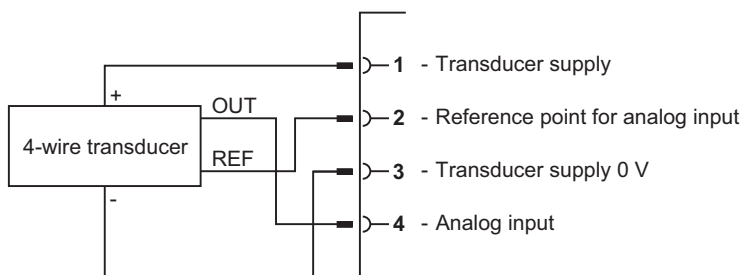 1 - Transducer supply
+
OUT
2 - Reference point for analog input
4-wire transducer
REF
3 - Transducer supply 0 V
-
4 - Analog input